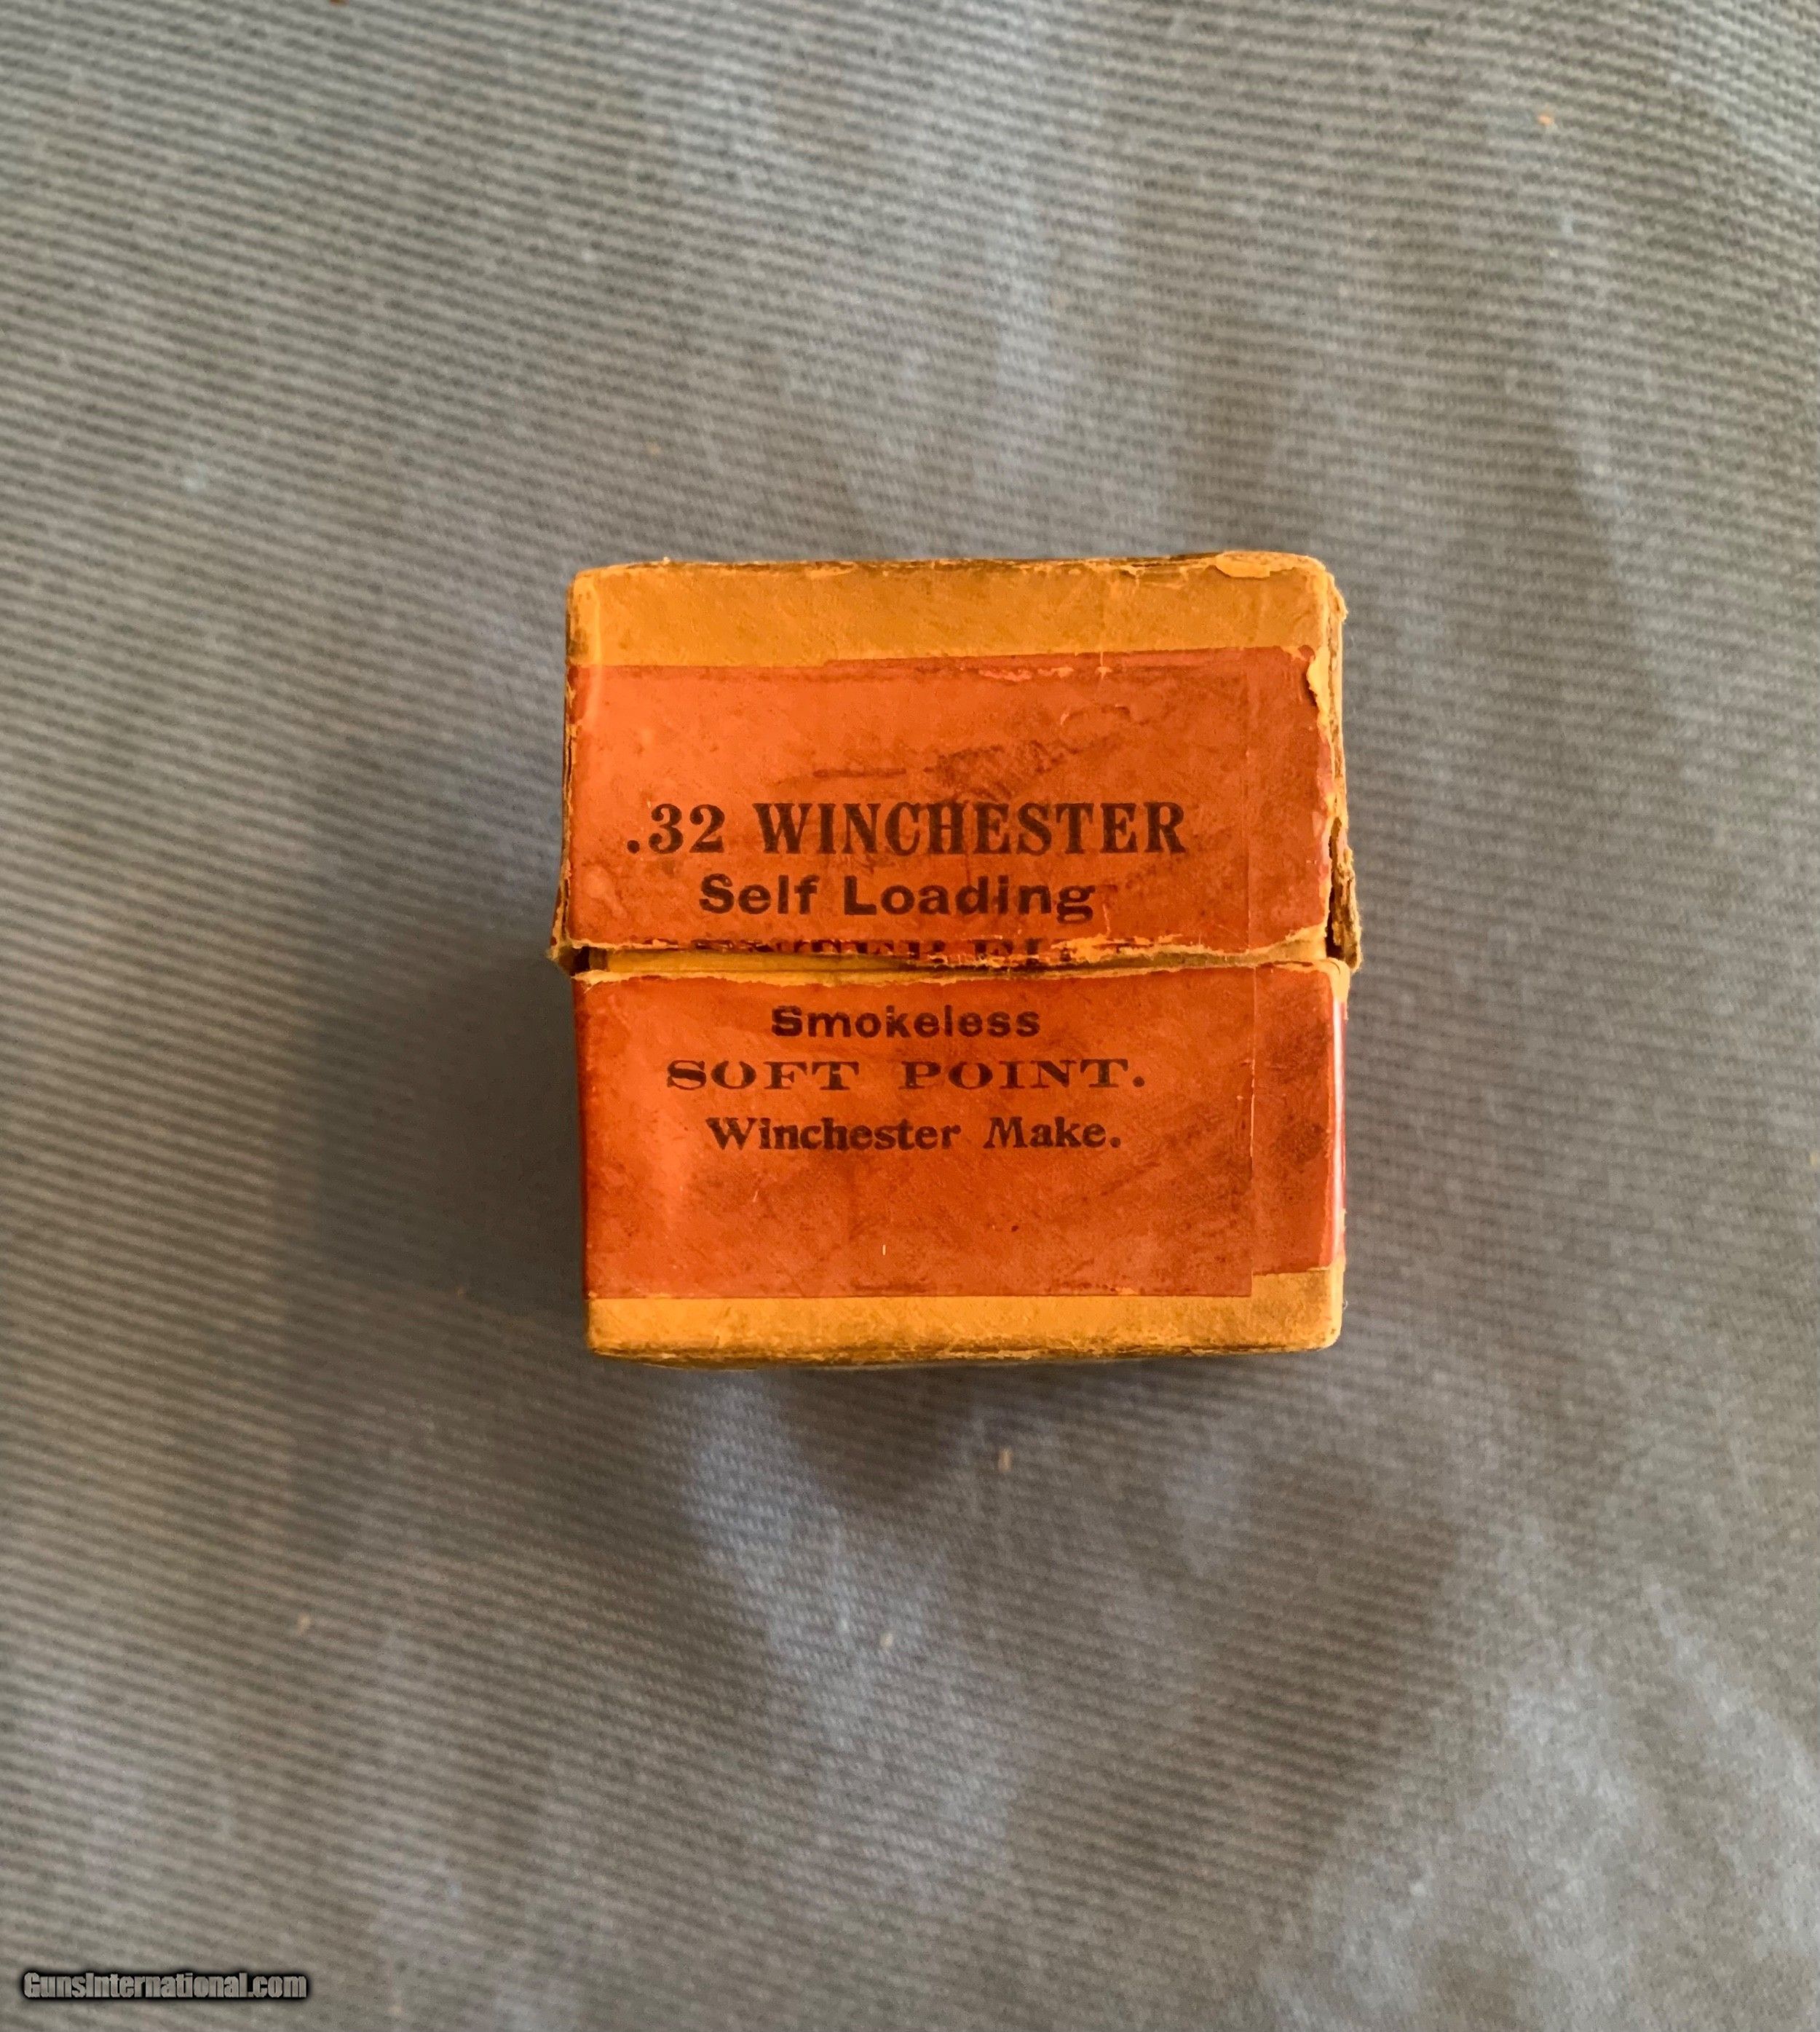 .32 WINCHESTER
Self Loading
Smokeless
SOFT POINT.
Winchester Make.
GunsInternational.com